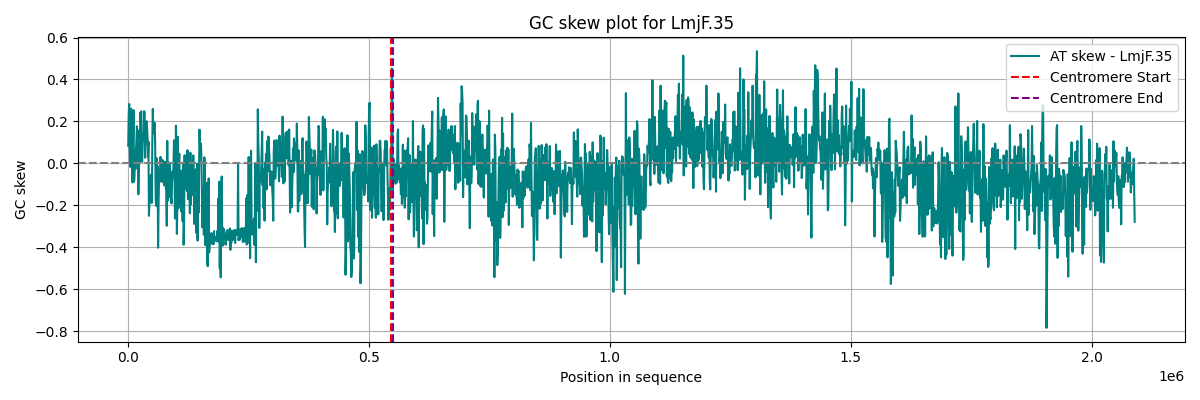 GC skew plot for LmjF.35
AT skew - LmjF.35
Centromere Start
Centromere End
GC skew
0.6
0.4
0.2
0.0
−0.2
−0.4
−0.6
−0.8
0.0 0.5 1.0 1.5 2.0
1e6
Position in sequence